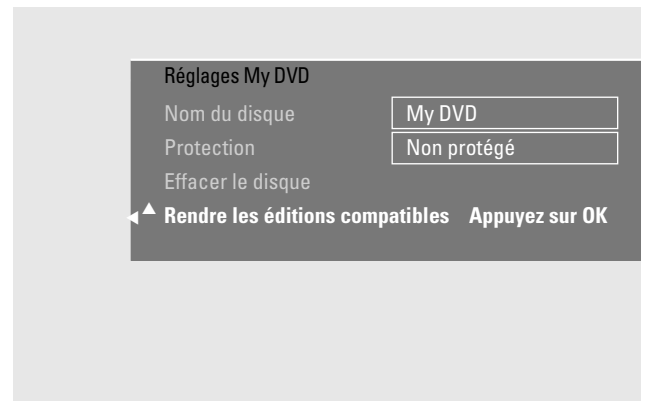 Réglages My DVD
Nom du disque My DVD
Protection Non protégé
Effacer le disque
Rendre les éditions compatibles Appuyez sur OK